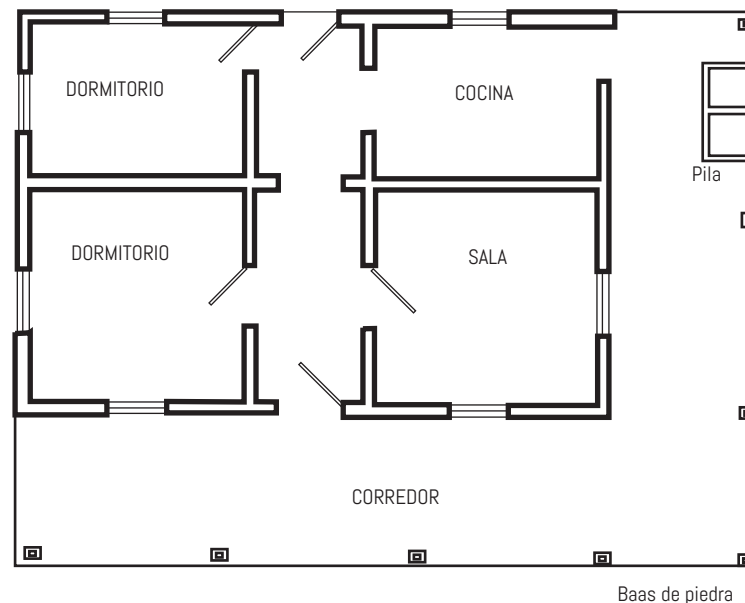 DORMITORIO
COCINA
Pila
DORMITORIO
SALA
CORREDOR
Baas de piedra